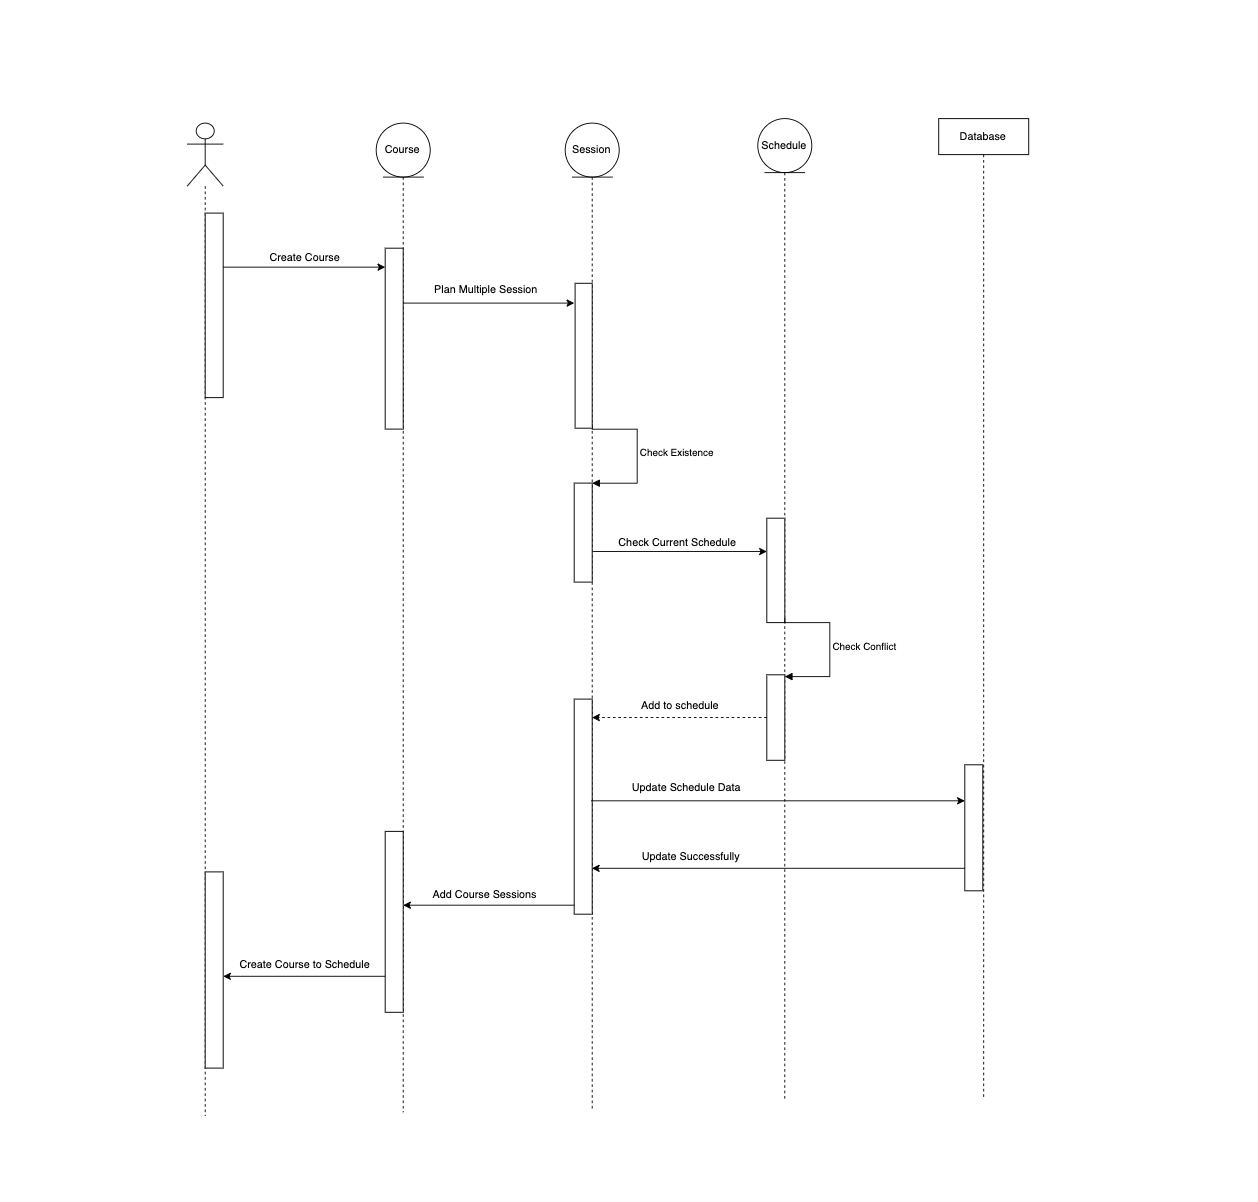 Course
Session
Schedule
Database
Create Course
Plan Multiple Session
Check Existence
Check Current Schedule
Check Conflict
Add to schedule
Update Schedule Data
Update Successfully
Add Course Sessions
Create Course to Schedule